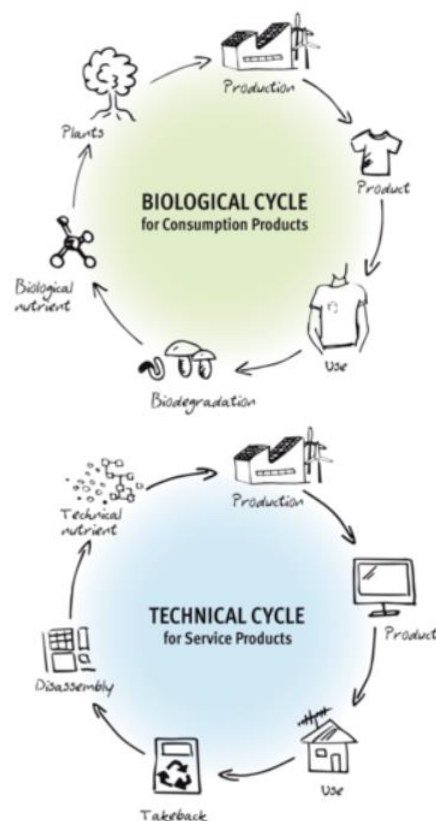 Production
Plants
Product
BIOLOGICAL CYCLE
for Consumption Products
Biological
nutrient
Use
Biodegradation
Production
Technical
nutrient
Product
TECHNICAL CYCLE
for Service Products
Disassembly
Use
Takeback